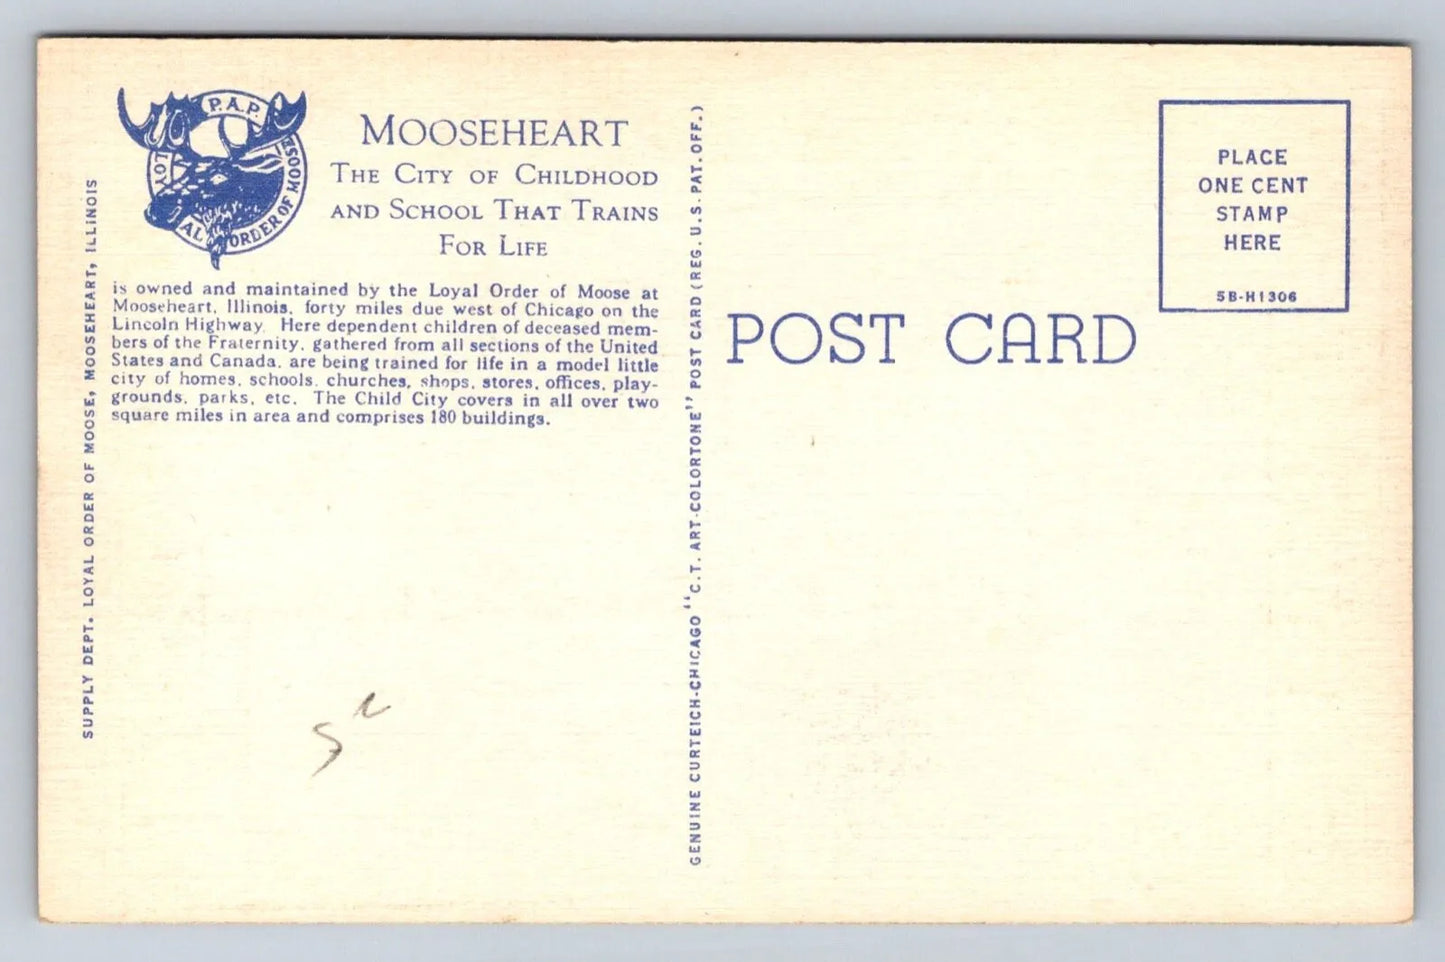 P.A.P.
LOYAL ORDER OF MOOSE
MOOSEHEART
THE CITY OF CHILDHOOD
AND SCHOOL THAT TRAINS
FOR LIFE
is owned and maintained by the Loyal Order of Moose at
Mooseheart, Illinois, forty miles due west of Chicago on the
Lincoln Highway. Here dependent children of deceased mem-
bers of the Fraternity, gathered from all sections of the United
States and Canada, are being trained for life in a model little
city of homes, schools, churches, shops, stores, offices, play-
grounds, parks, etc. The Child City covers in all over two
square miles in area and comprises 180 buildings.
SUPPLY DEPT. LOYAL ORDER OF MOOSE, MOOSEHEART, ILLINOIS
5c
GENUINE CURTEICH-CHICAGO "C.T. ART-COLORTONE" POST CARD (REG. U.S. PAT. OFF.)
POST CARD
PLACE
ONE CENT
STAMP
HERE
5B-H1306